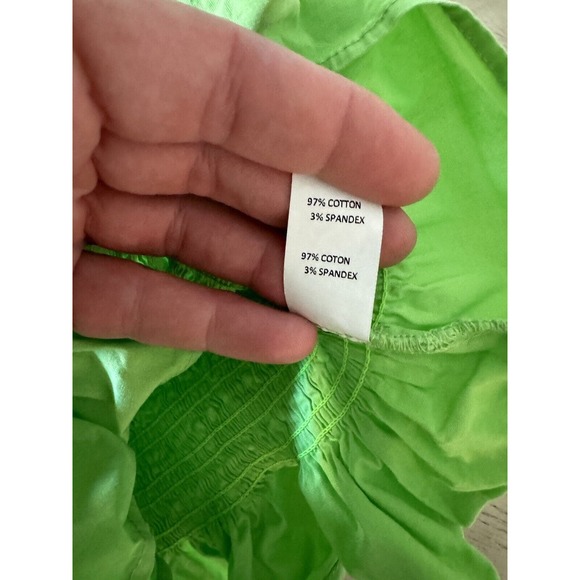 97% COTTON
3% SPANDEX
97% COTON
3% SPANDEX